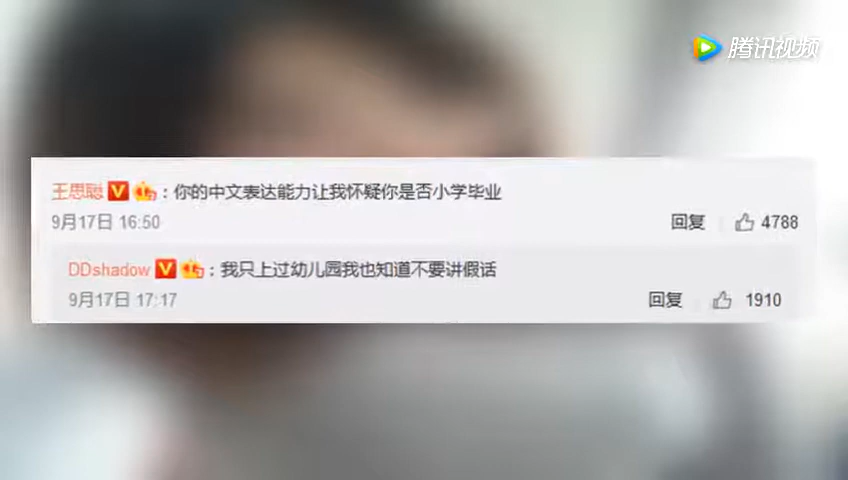 腾讯视频
王思聪 V：你的中文表达能力让我怀疑你是否小学毕业
9月17日 16:50 回复 4788
DDshadow V：我只上过幼儿园我也知道不要讲假话
9月17日 17:17 回复 1910